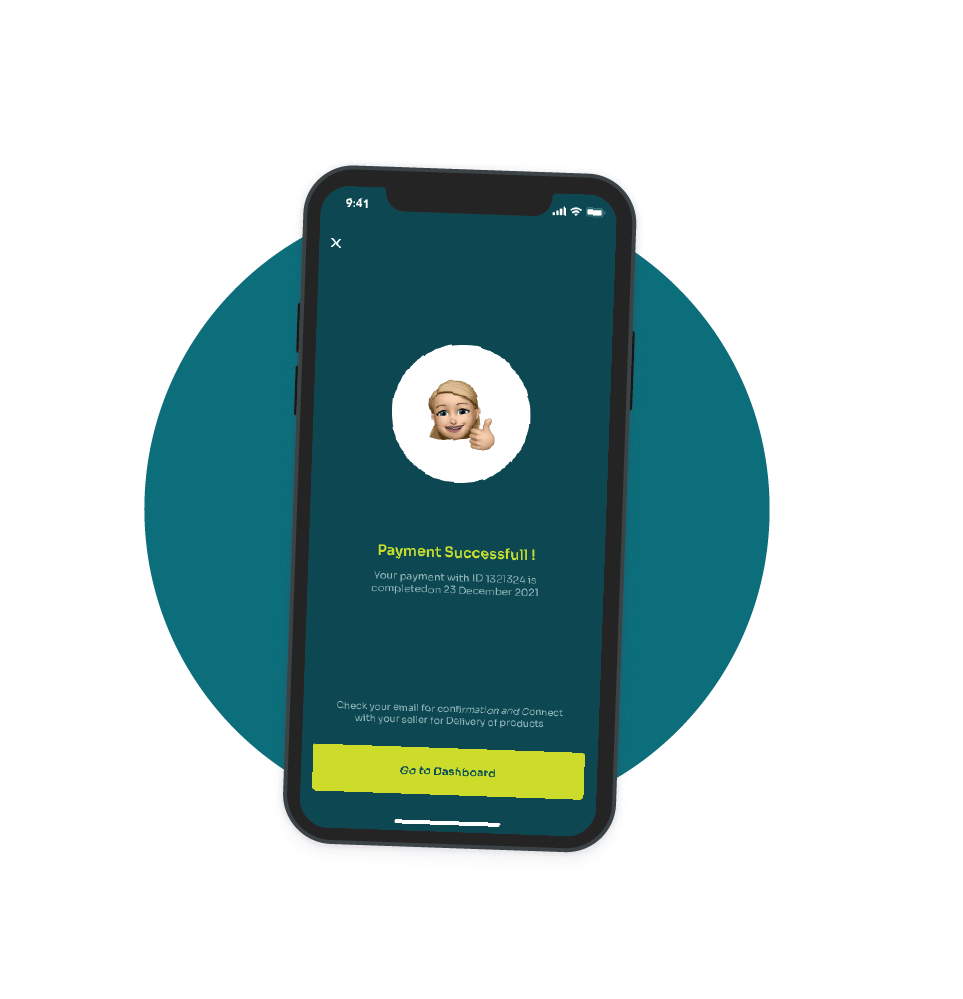 9:41
X
Payment Successfull !
Your payment with ID 1321324 is
completedon 23 December 2021
Check your email for confirmation and Connect
with your seller for Delivery of products
Go to Dashboard